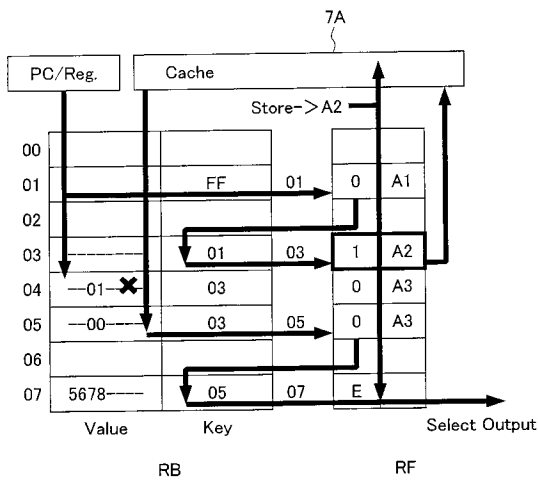 7A
PC/Reg. Cache
Store->A2
00
01 FF 01 0 A1
02
03 ------------ 01 03 1 A2
04 --01----- 03 0 A3
05 --00----- 03 05 0 A3
06
07 5678----- 05 07 E
Value Key Select Output
RB RF